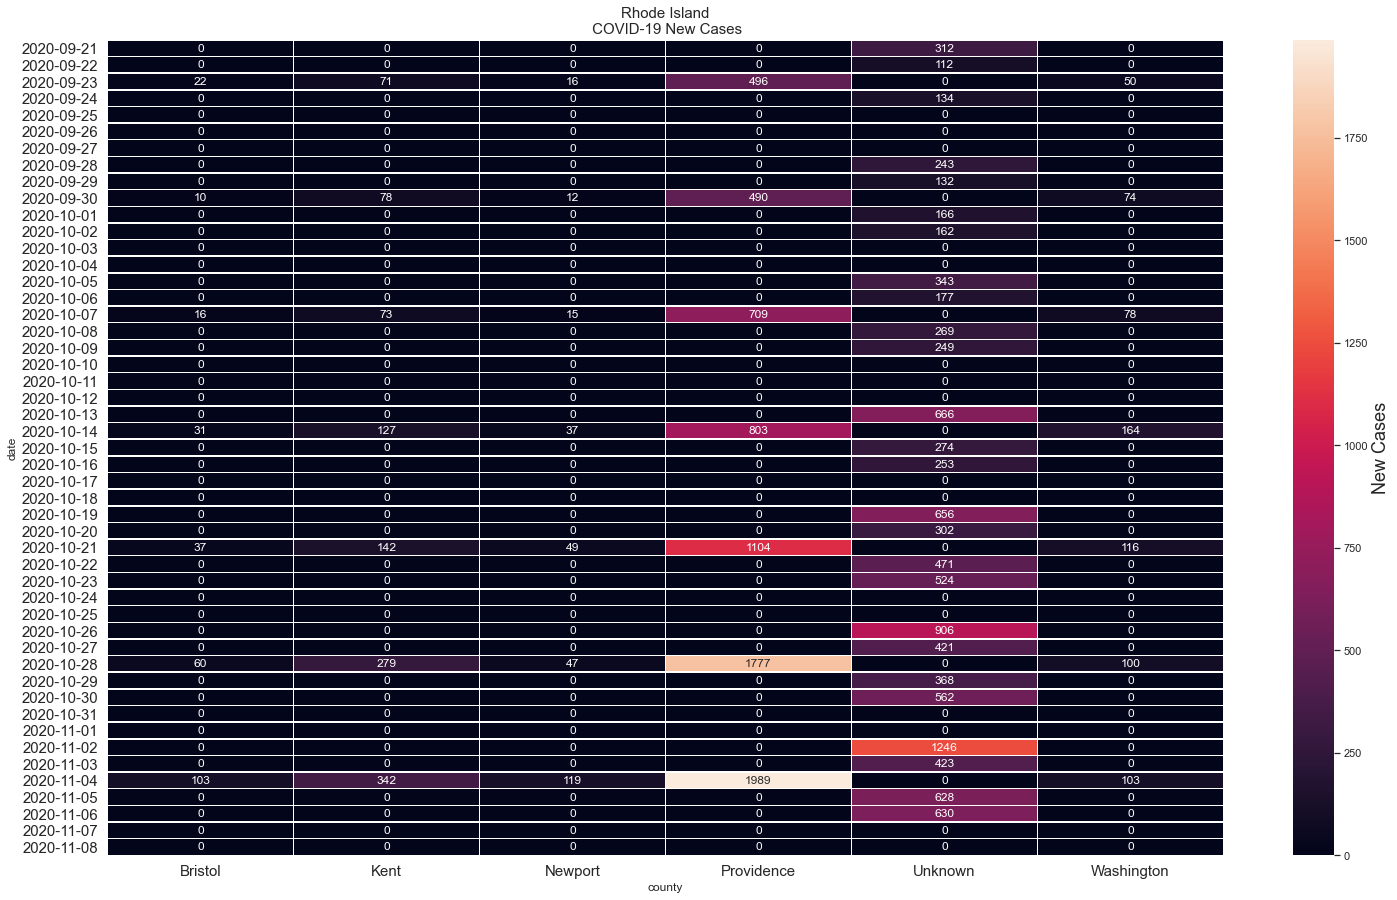 Rhode Island
COVID-19 New Cases
2020-09-21 0 0 0 0 312 0
2020-09-22 0 0 0 0 112 0
2020-09-23 22 71 16 496 0 50
2020-09-24 0 0 0 0 134 0
2020-09-25 0 0 0 0 0 0
2020-09-26 0 0 0 0 0 0
2020-09-27 0 0 0 0 0 0
2020-09-28 0 0 0 0 243 0
2020-09-29 0 0 0 0 132 0
2020-09-30 10 78 12 490 0 74
2020-10-01 0 0 0 0 166 0
2020-10-02 0 0 0 0 162 0
2020-10-03 0 0 0 0 0 0
2020-10-04 0 0 0 0 0 0
2020-10-05 0 0 0 0 343 0
2020-10-06 0 0 0 0 177 0
2020-10-07 16 73 15 709 0 78
2020-10-08 0 0 0 0 269 0
2020-10-09 0 0 0 0 249 0
2020-10-10 0 0 0 0 0 0
2020-10-11 0 0 0 0 0 0
2020-10-12 0 0 0 0 0 0
2020-10-13 0 0 0 0 666 0
2020-10-14 31 127 37 803 0 164
2020-10-15 0 0 0 0 274 0
2020-10-16 0 0 0 0 253 0
2020-10-17 0 0 0 0 0 0
2020-10-18 0 0 0 0 0 0
2020-10-19 0 0 0 0 656 0
2020-10-20 0 0 0 0 302 0
2020-10-21 37 142 49 1104 0 116
2020-10-22 0 0 0 0 471 0
2020-10-23 0 0 0 0 524 0
2020-10-24 0 0 0 0 0 0
2020-10-25 0 0 0 0 0 0
2020-10-26 0 0 0 0 906 0
2020-10-27 0 0 0 0 421 0
2020-10-28 60 279 47 1777 0 100
2020-10-29 0 0 0 0 368 0
2020-10-30 0 0 0 0 562 0
2020-10-31 0 0 0 0 0 0
2020-11-01 0 0 0 0 0 0
2020-11-02 0 0 0 0 1246 0
2020-11-03 0 0 0 0 423 0
2020-11-04 103 342 119 1989 0 103
2020-11-05 0 0 0 0 628 0
2020-11-06 0 0 0 0 630 0
2020-11-07 0 0 0 0 0 0
2020-11-08 0 0 0 0 0 0
date
Bristol Kent Newport Providence Unknown Washington
county
1750
1500
1250
1000
750
500
250
0
New Cases